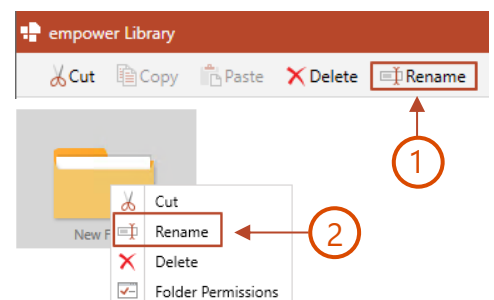 empower Library
Cut Copy Paste Delete Rename
1
Cut
New F Rename 2
Delete
Folder Permissions